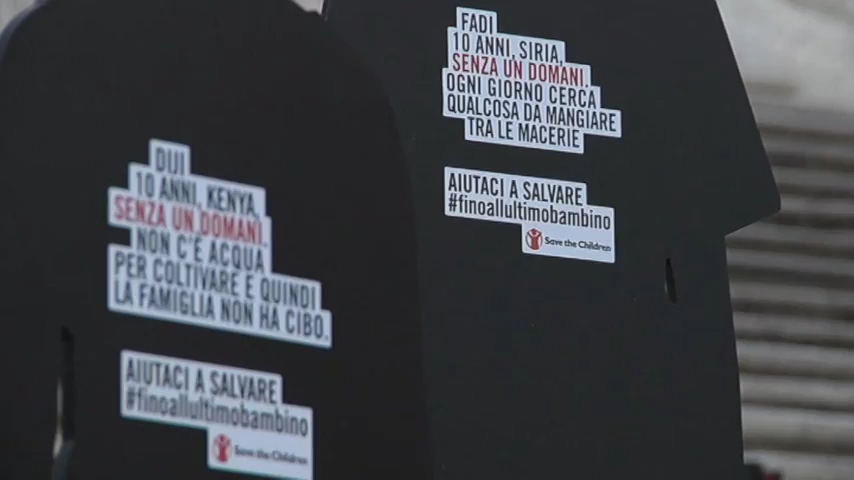 DUI
10 ANNI, KENYA,
SENZA UN DOMANI.
NON C'È ACQUA
PER COLTIVARE E QUINDI
LA FAMIGLIA NON HA CIBO.
AIUTACI A SALVARE
#finoallultimobambino
Save the Children
FADI
10 ANNI, SIRIA,
SENZA UN DOMANI.
OGNI GIORNO CERCA
QUALCOSA DA MANGIARE
TRA LE MACERIE
AIUTACI A SALVARE
#finoallultimobambino
Save the Children